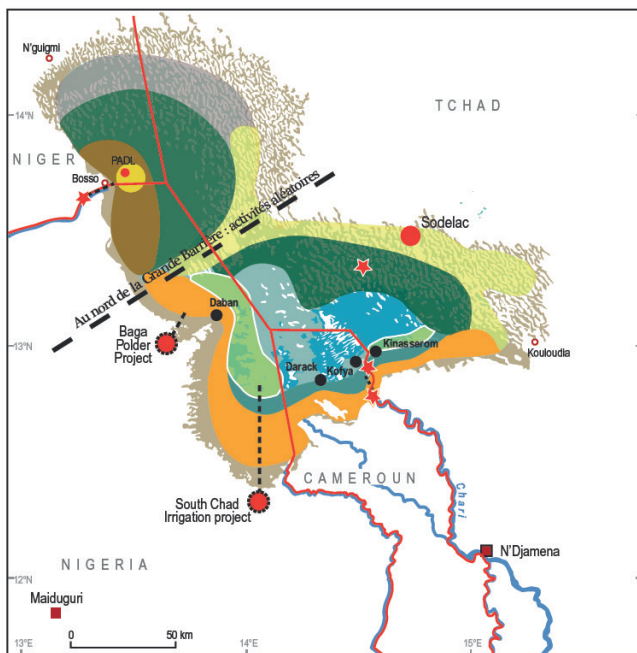 N'guigmi
TCHAD
14°N
NIGER
PADL
Bosso
Au nord de la Grande Barrière : activités aléatoires
Sodelac
Daban
Baga
Polder
Project
13°N
Kinasserom
Kouloudia
Darack
Kofya
CAMEROUN
Chari
South Chad
Irrigation project
N'Djamena
NIGERIA
12°N
Maiduguri
0
50 km
13°E
14°E
15°E